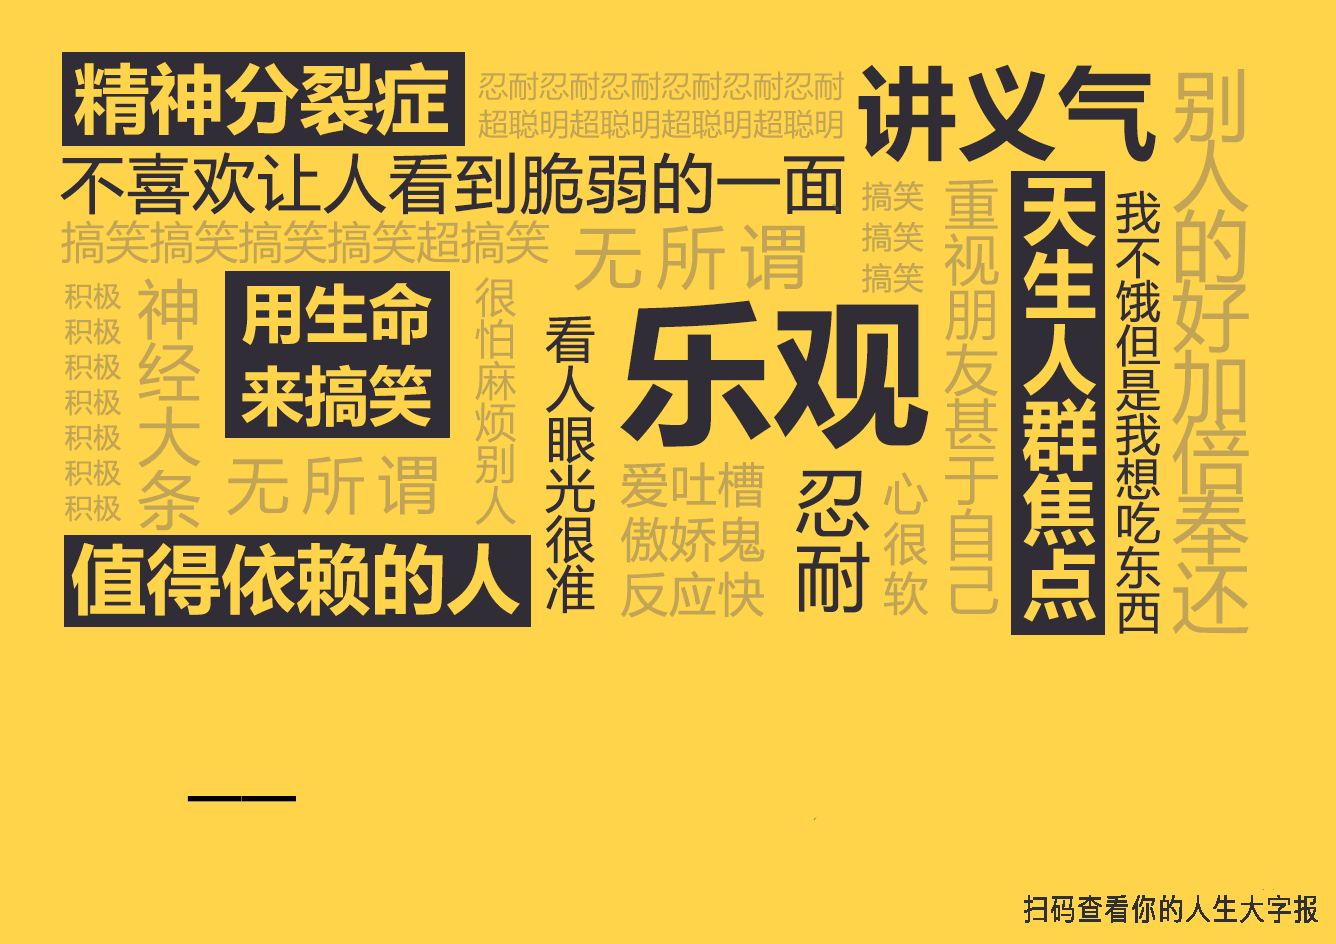 精神分裂症
忍耐忍耐忍耐忍耐忍耐忍耐
超聪明超聪明超聪明超聪明
讲义气
别人的好加倍奉还
不喜欢让人看到脆弱的一面
搞笑
搞笑
搞笑
重视朋友甚于自己
天生人群焦点
我不饿但是我想吃东西
搞笑搞笑搞笑搞笑超搞笑
无所谓
积极
积极
积极
积极
积极
积极
积极
神经大条
用生命
来搞笑
很怕麻烦别人
看人眼光很准
乐观
无所谓
爱吐槽
傲娇鬼
反应快
忍耐
心很软
值得依赖的人
——
扫码查看你的人生大字报